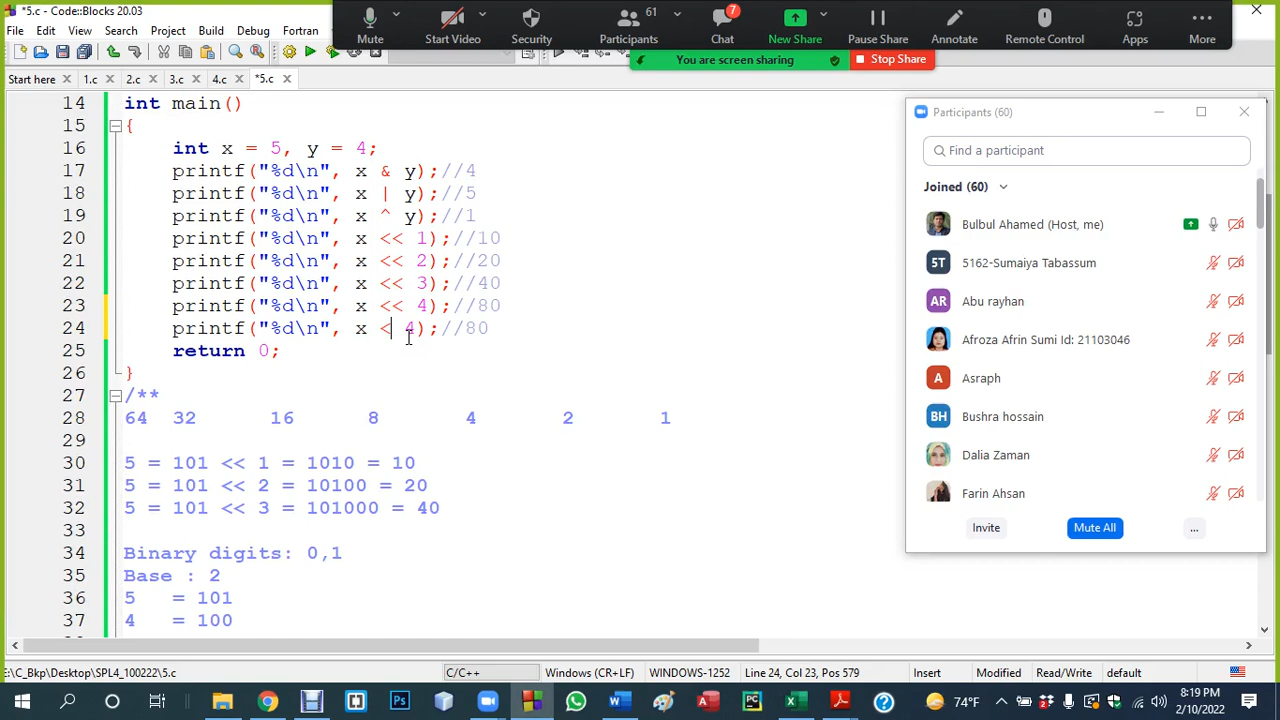 *5.c - Code::Blocks 20.03
File Edit View Search Project Build Debug Fortran
Mute Start Video Security 61 Participants 7 Chat New Share Pause Share Annotate Remote Control Apps More
You are screen sharing Stop Share
Start here 1.c 2.c 3.c 4.c *5.c
14 int main()
15 {
16 int x = 5, y = 4;
17 printf("%d\n", x & y);//4
18 printf("%d\n", x | y);//5
19 printf("%d\n", x ^ y);//1
20 printf("%d\n", x << 1);//10
21 printf("%d\n", x << 2);//20
22 printf("%d\n", x << 3);//40
23 printf("%d\n", x << 4);//80
24 printf("%d\n", x < 4);//80
25 return 0;
26 }
27 /**
28 64 32 16 8 4 2 1
29
30 5 = 101 << 1 = 1010 = 10
31 5 = 101 << 2 = 10100 = 20
32 5 = 101 << 3 = 101000 = 40
33
34 Binary digits: 0,1
35 Base : 2
36 5 = 101
37 4 = 100
Participants (60)
Find a participant
Joined (60)
Bulbul Ahamed (Host, me)
5T 5162-Sumaiya Tabassum
AR Abu rayhan
Afroza Afrin Sumi Id: 21103046
A Asraph
BH Bushra hossain
Dalia Zaman
Farin Ahsan
Invite Mute All ...
E:\C_Bkp\Desktop\SPL4_100222\5.c C/C++ Windows (CR+LF) WINDOWS-1252 Line 24, Col 23, Pos 579 Insert Modified Read/Write default
74°F 8:19 PM
2/10/2022